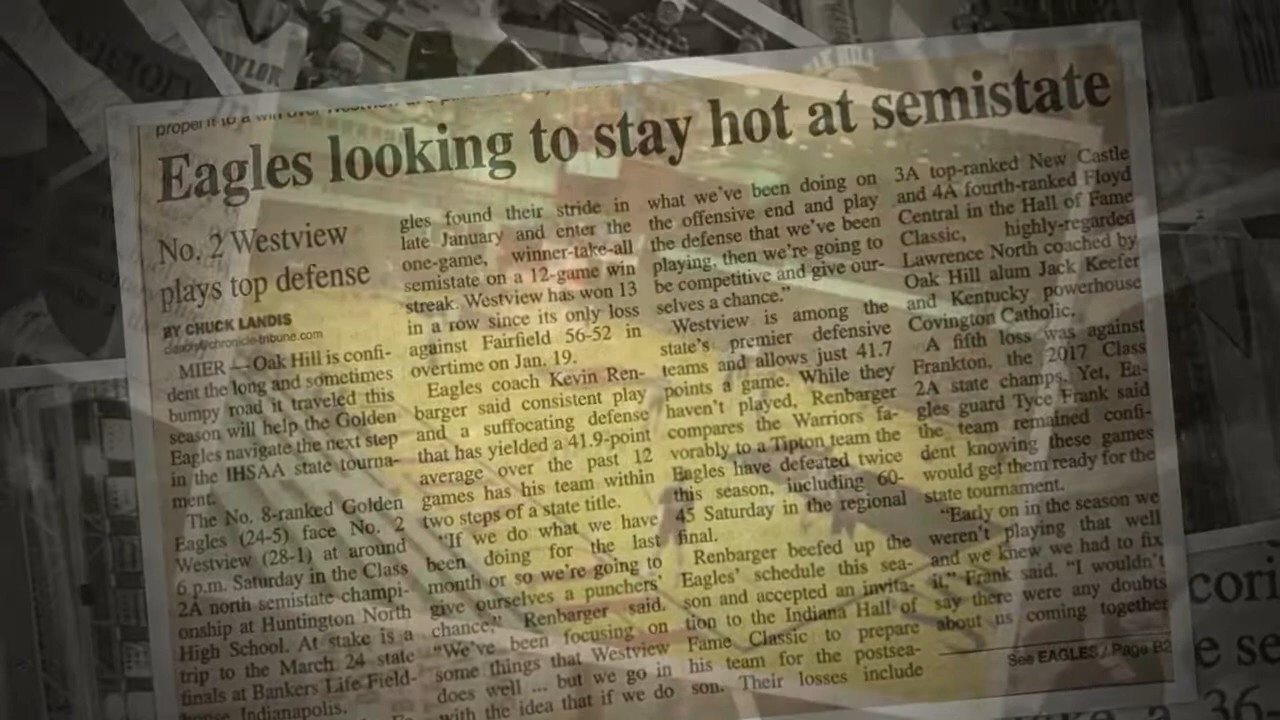 VICTORY
TAYLOR
OAK HILL
Eagles looking to stay hot at semistate
No. 2 Westview
plays top defense
BY CHUCK LANDIS
MIER — Oak Hill is confi-
dent the long and sometimes
bumpy road it traveled this
season will help the Golden
Eagles navigate the next step
in the IHSAA state tourna-
ment.
The No. 8-ranked Golden
Eagles (24-5) face No. 2
Westview (28-1) at around
6 p.m. Saturday in the Class
2A north semistate champi-
onship at Huntington North
High School. At stake is a
trip to the March 24 state
finals at Bankers Life Field-
Indianapolis.
gles found their stride in
late January and enter the
one-game, winner-take-all
semistate on a 12-game win
streak. Westview has won 13
in a row since its only loss
against Fairfield 56-52 in
overtime on Jan. 19.
Eagles coach Kevin Ren-
barger said consistent play
and a suffocating defense
that has yielded a 41.9-point
average over the past 12
games has his team within
two steps of a state title.
"If we do what we have
been doing for the last
month or so we're going to
give ourselves a punchers'
chance," Renbarger said.
"We've been focusing on
some things that Westview
does well ... but we go in
with the idea that if we do
what we've been doing on
the offensive end and play
the defense that we've been
playing, then we're going to
be competitive and give our-
selves a chance."
Westview is among the
state's premier defensive
teams and allows just 41.7
points a game. While they
haven't played, Renbarger
compares the Warriors fa-
vorably to a Tipton team the
Eagles have defeated twice
this season, including 60-
45 Saturday in the regional
final.
Renbarger beefed up the
Eagles' schedule this sea-
son and accepted an invita-
tion to the Indiana Hall of
Fame Classic to prepare
his team for the postsea-
son. Their losses include
3A top-ranked New Castle
and 4A fourth-ranked Floyd
Central in the Hall of Fame
Classic, highly-regarded
Lawrence North coached by
Oak Hill alum Jack Keefer
and Kentucky powerhouse
Covington Catholic.
A fifth loss was against
Frankton, the 2017 Class
2A state champs. Yet, Ea-
gles guard Tyce Frank said
the team remained confi-
dent knowing these games
would get them ready for the
state tournament.
"Early on in the season we
weren't playing that well
and we knew we had to fix
it," Frank said. "I wouldn't
say there were any doubts
about us coming together
See EAGLES / Page B2
cori
e se
36-